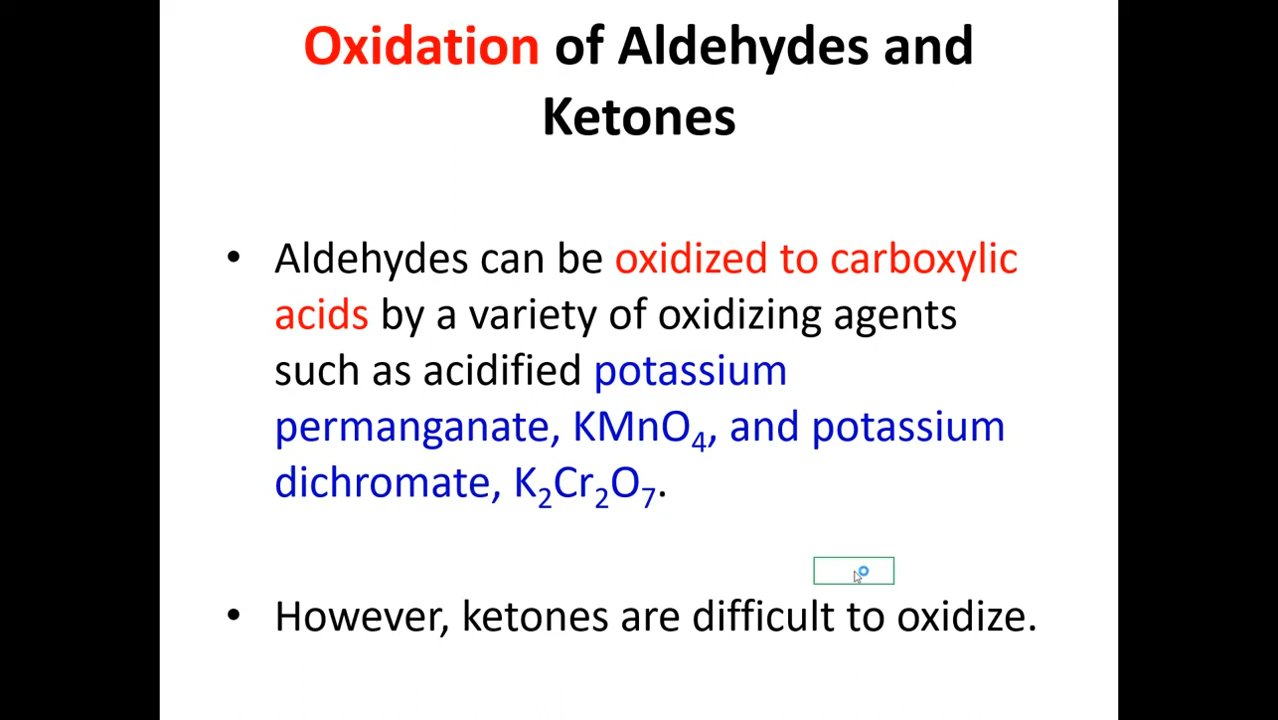 Oxidation of Aldehydes and
Ketones
• Aldehydes can be oxidized to carboxylic
acids by a variety of oxidizing agents
such as acidified potassium
permanganate, KMnO₄, and potassium
dichromate, K₂Cr₂O₇.
• However, ketones are difficult to oxidize.